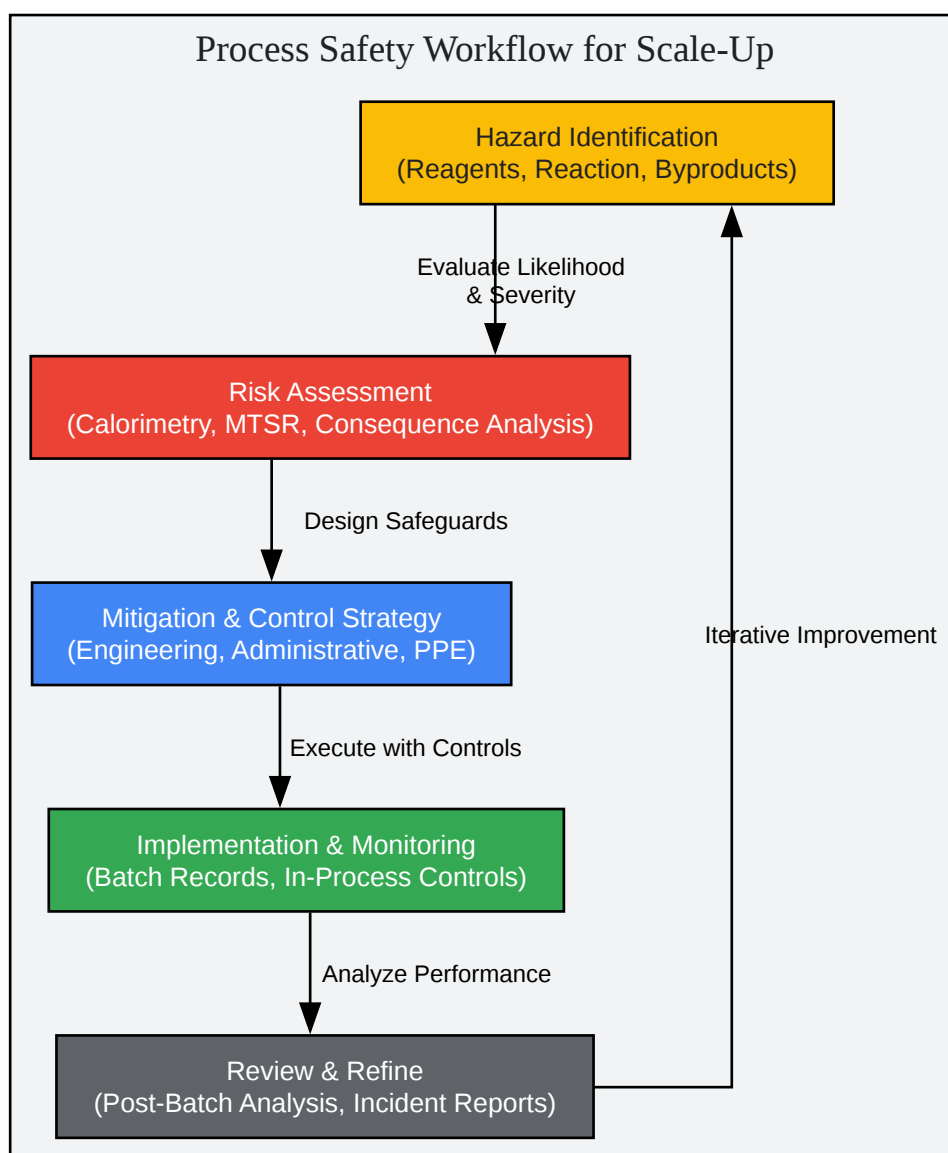 Process Safety Workflow for Scale-Up
Hazard Identification
(Reagents, Reaction, Byproducts)
Evaluate Likelihood
& Severity
Risk Assessment
(Calorimetry, MTSR, Consequence Analysis)
Design Safeguards
Mitigation & Control Strategy
(Engineering, Administrative, PPE)
Iterative Improvement
Execute with Controls
Implementation & Monitoring
(Batch Records, In-Process Controls)
Analyze Performance
Review & Refine
(Post-Batch Analysis, Incident Reports)